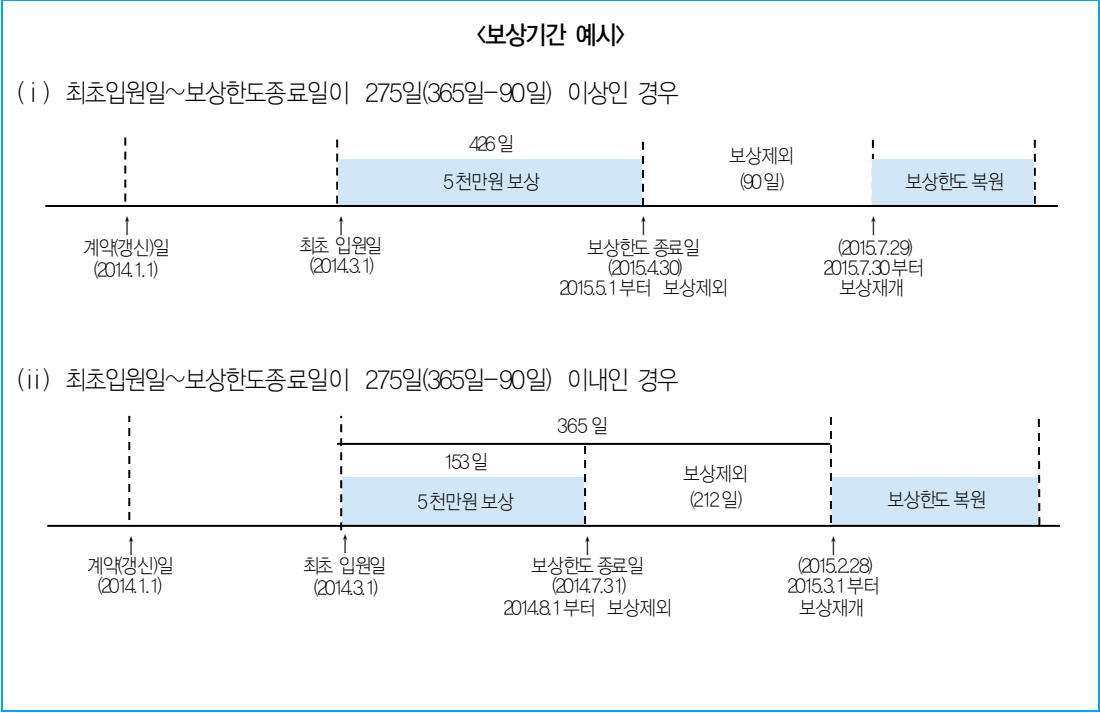 <보상기간 예시>
(ⅰ) 최초입원일~보상한도종료일이 275일(365일-90일) 이상인 경우
426일
보상제외
5천만원 보상
(90일)
보상한도 복원
계약(갱신)일
(2014.1.1)
최초 입원일
(2014.3.1)
보상한도 종료일
(2015.4.30)
2015.5.1부터 보상제외
(2015.7.29)
2015.7.30부터
보상재개
(ⅱ) 최초입원일~보상한도종료일이 275일(365일-90일) 이내인 경우
365일
153일
보상제외
5천만원 보상
(212일)
보상한도 복원
계약(갱신)일
(2014.1.1)
최초 입원일
(2014.3.1)
보상한도 종료일
(2014.7.31)
2014.8.1부터 보상제외
(2015.2.28)
2015.3.1부터
보상재개